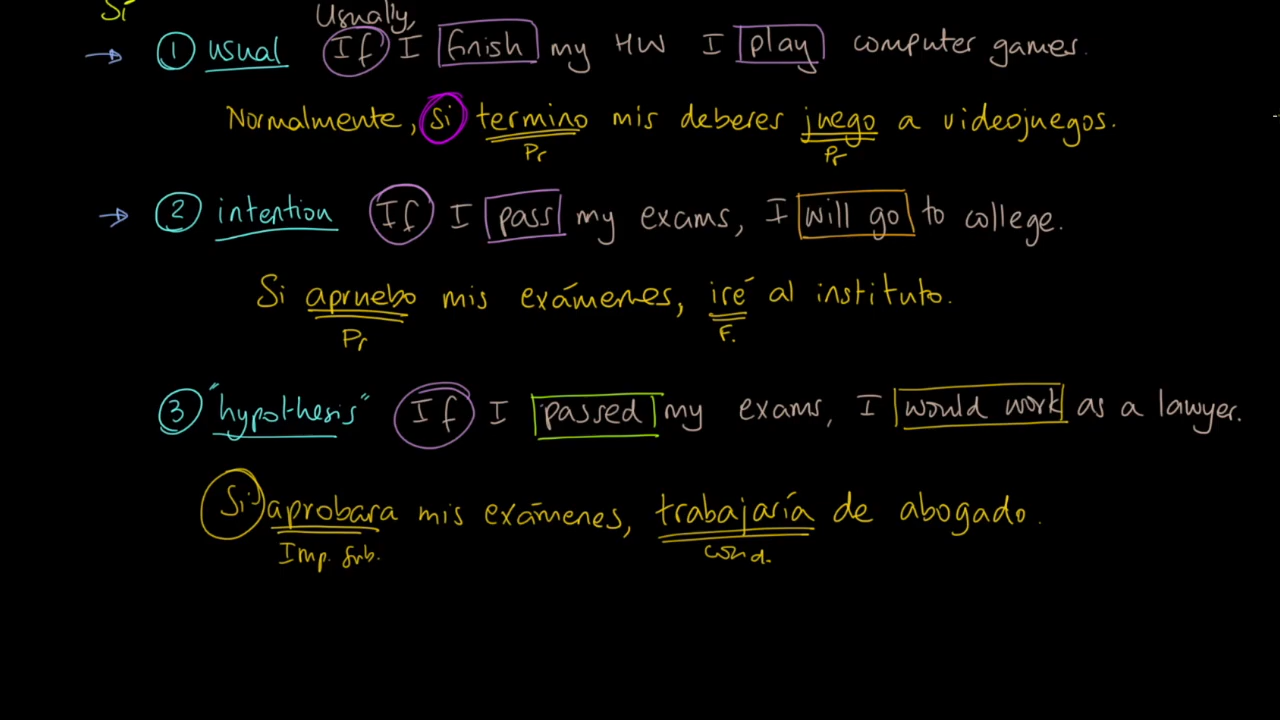 Si
Usually,
→ ① usual If I finish my HW I play computer games.
Normalmente, si termino mis deberes juego a videojuegos.
Pr Pr
→ ② intention If I pass my exams, I will go to college.
Si apruebo mis exámenes, iré al instituto.
Pr F.
③ "hypothesis" If I passed my exams, I would work as a lawyer.
Si aprobara mis exámenes, trabajaría de abogado.
Imp. Sub. cond.